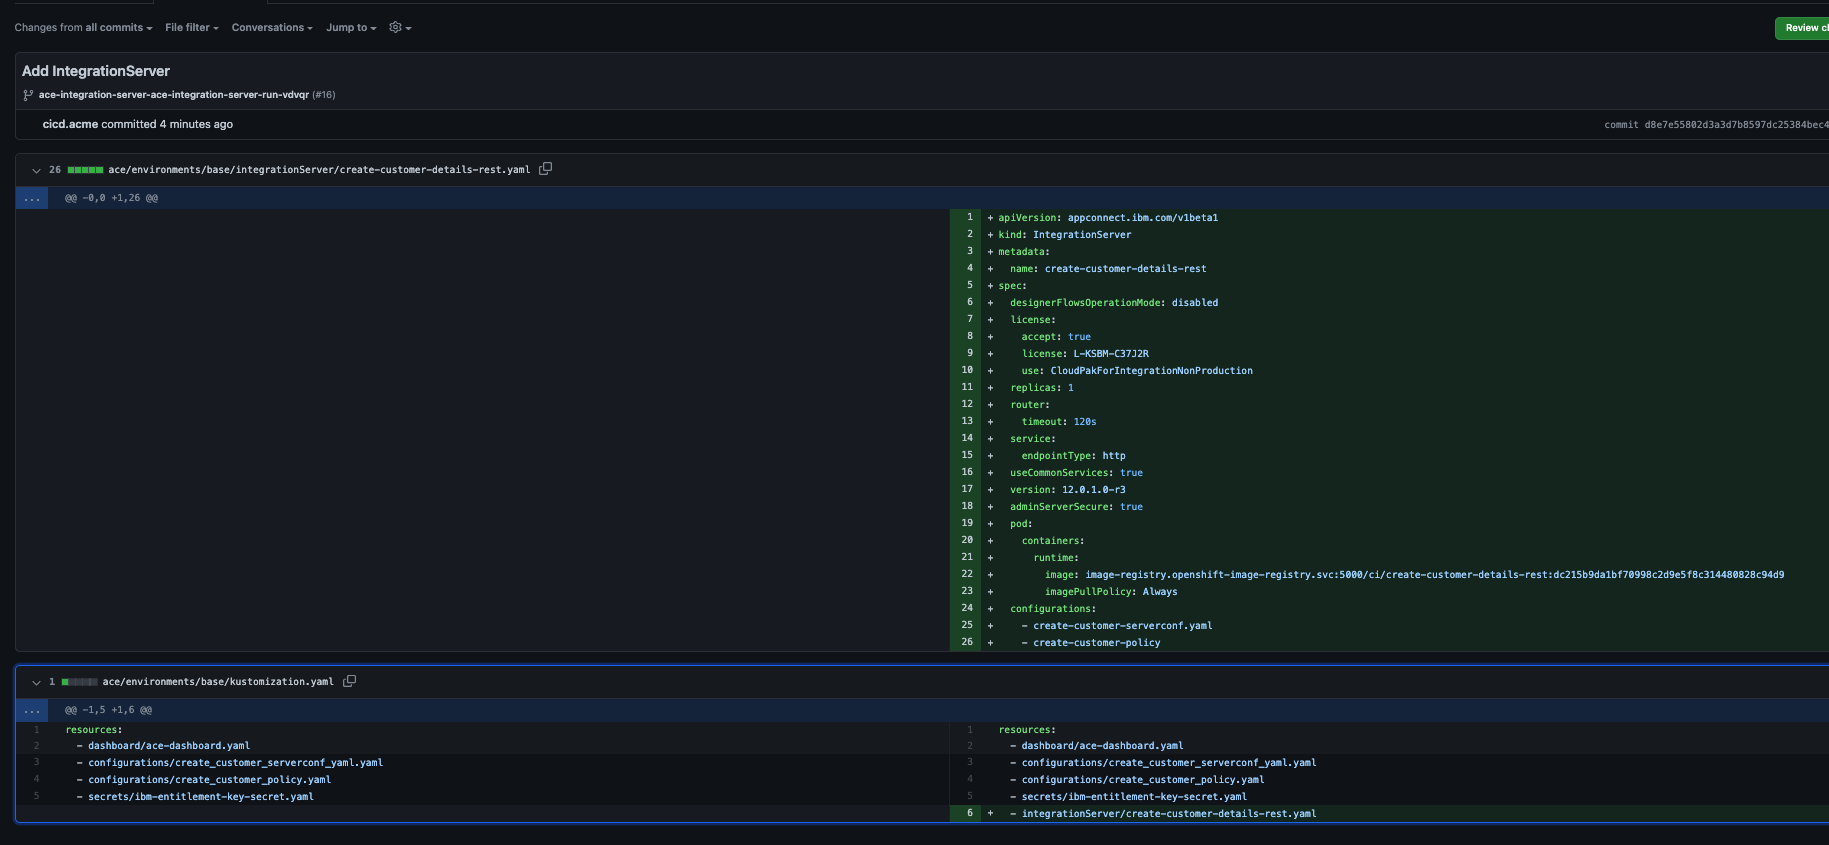 Changes from all commits File filter Conversations Jump to
Review
Add IntegrationServer
ace-integration-server-ace-integration-server-run-vdvqr (#16)
cicd.acme committed 4 minutes ago
commit d8e7e55802d3a3d7b8597dc25384bec4
26 ace/environments/base/integrationServer/create-customer-details-rest.yaml
... @@ -0,0 +1,26 @@
1 + apiVersion: appconnect.ibm.com/v1beta1
2 + kind: IntegrationServer
3 + metadata:
4 + name: create-customer-details-rest
5 + spec:
6 + designerFlowsOperationMode: disabled
7 + license:
8 + accept: true
9 + license: L-KSBM-C37J2R
10 + use: CloudPakForIntegrationNonProduction
11 + replicas: 1
12 + router:
13 + timeout: 120s
14 + service:
15 + endpointType: http
16 + useCommonServices: true
17 + version: 12.0.1.0-r3
18 + adminServerSecure: true
19 + pod:
20 + containers:
21 + runtime:
22 + image: image-registry.openshift-image-registry.svc:5000/ci/create-customer-details-rest:dc215b9da1bf70998c2d9e5f8c314480828c94d9
23 + imagePullPolicy: Always
24 + configurations:
25 + - create-customer-serverconf.yaml
26 + - create-customer-policy
1 ace/environments/base/kustomization.yaml
... @@ -1,5 +1,6 @@
1 resources: 1 resources:
2 - dashboard/ace-dashboard.yaml 2 - dashboard/ace-dashboard.yaml
3 - configurations/create_customer_serverconf_yaml.yaml 3 - configurations/create_customer_serverconf_yaml.yaml
4 - configurations/create_customer_policy.yaml 4 - configurations/create_customer_policy.yaml
5 - secrets/ibm-entitlement-key-secret.yaml 5 - secrets/ibm-entitlement-key-secret.yaml
6 + - integrationServer/create-customer-details-rest.yaml